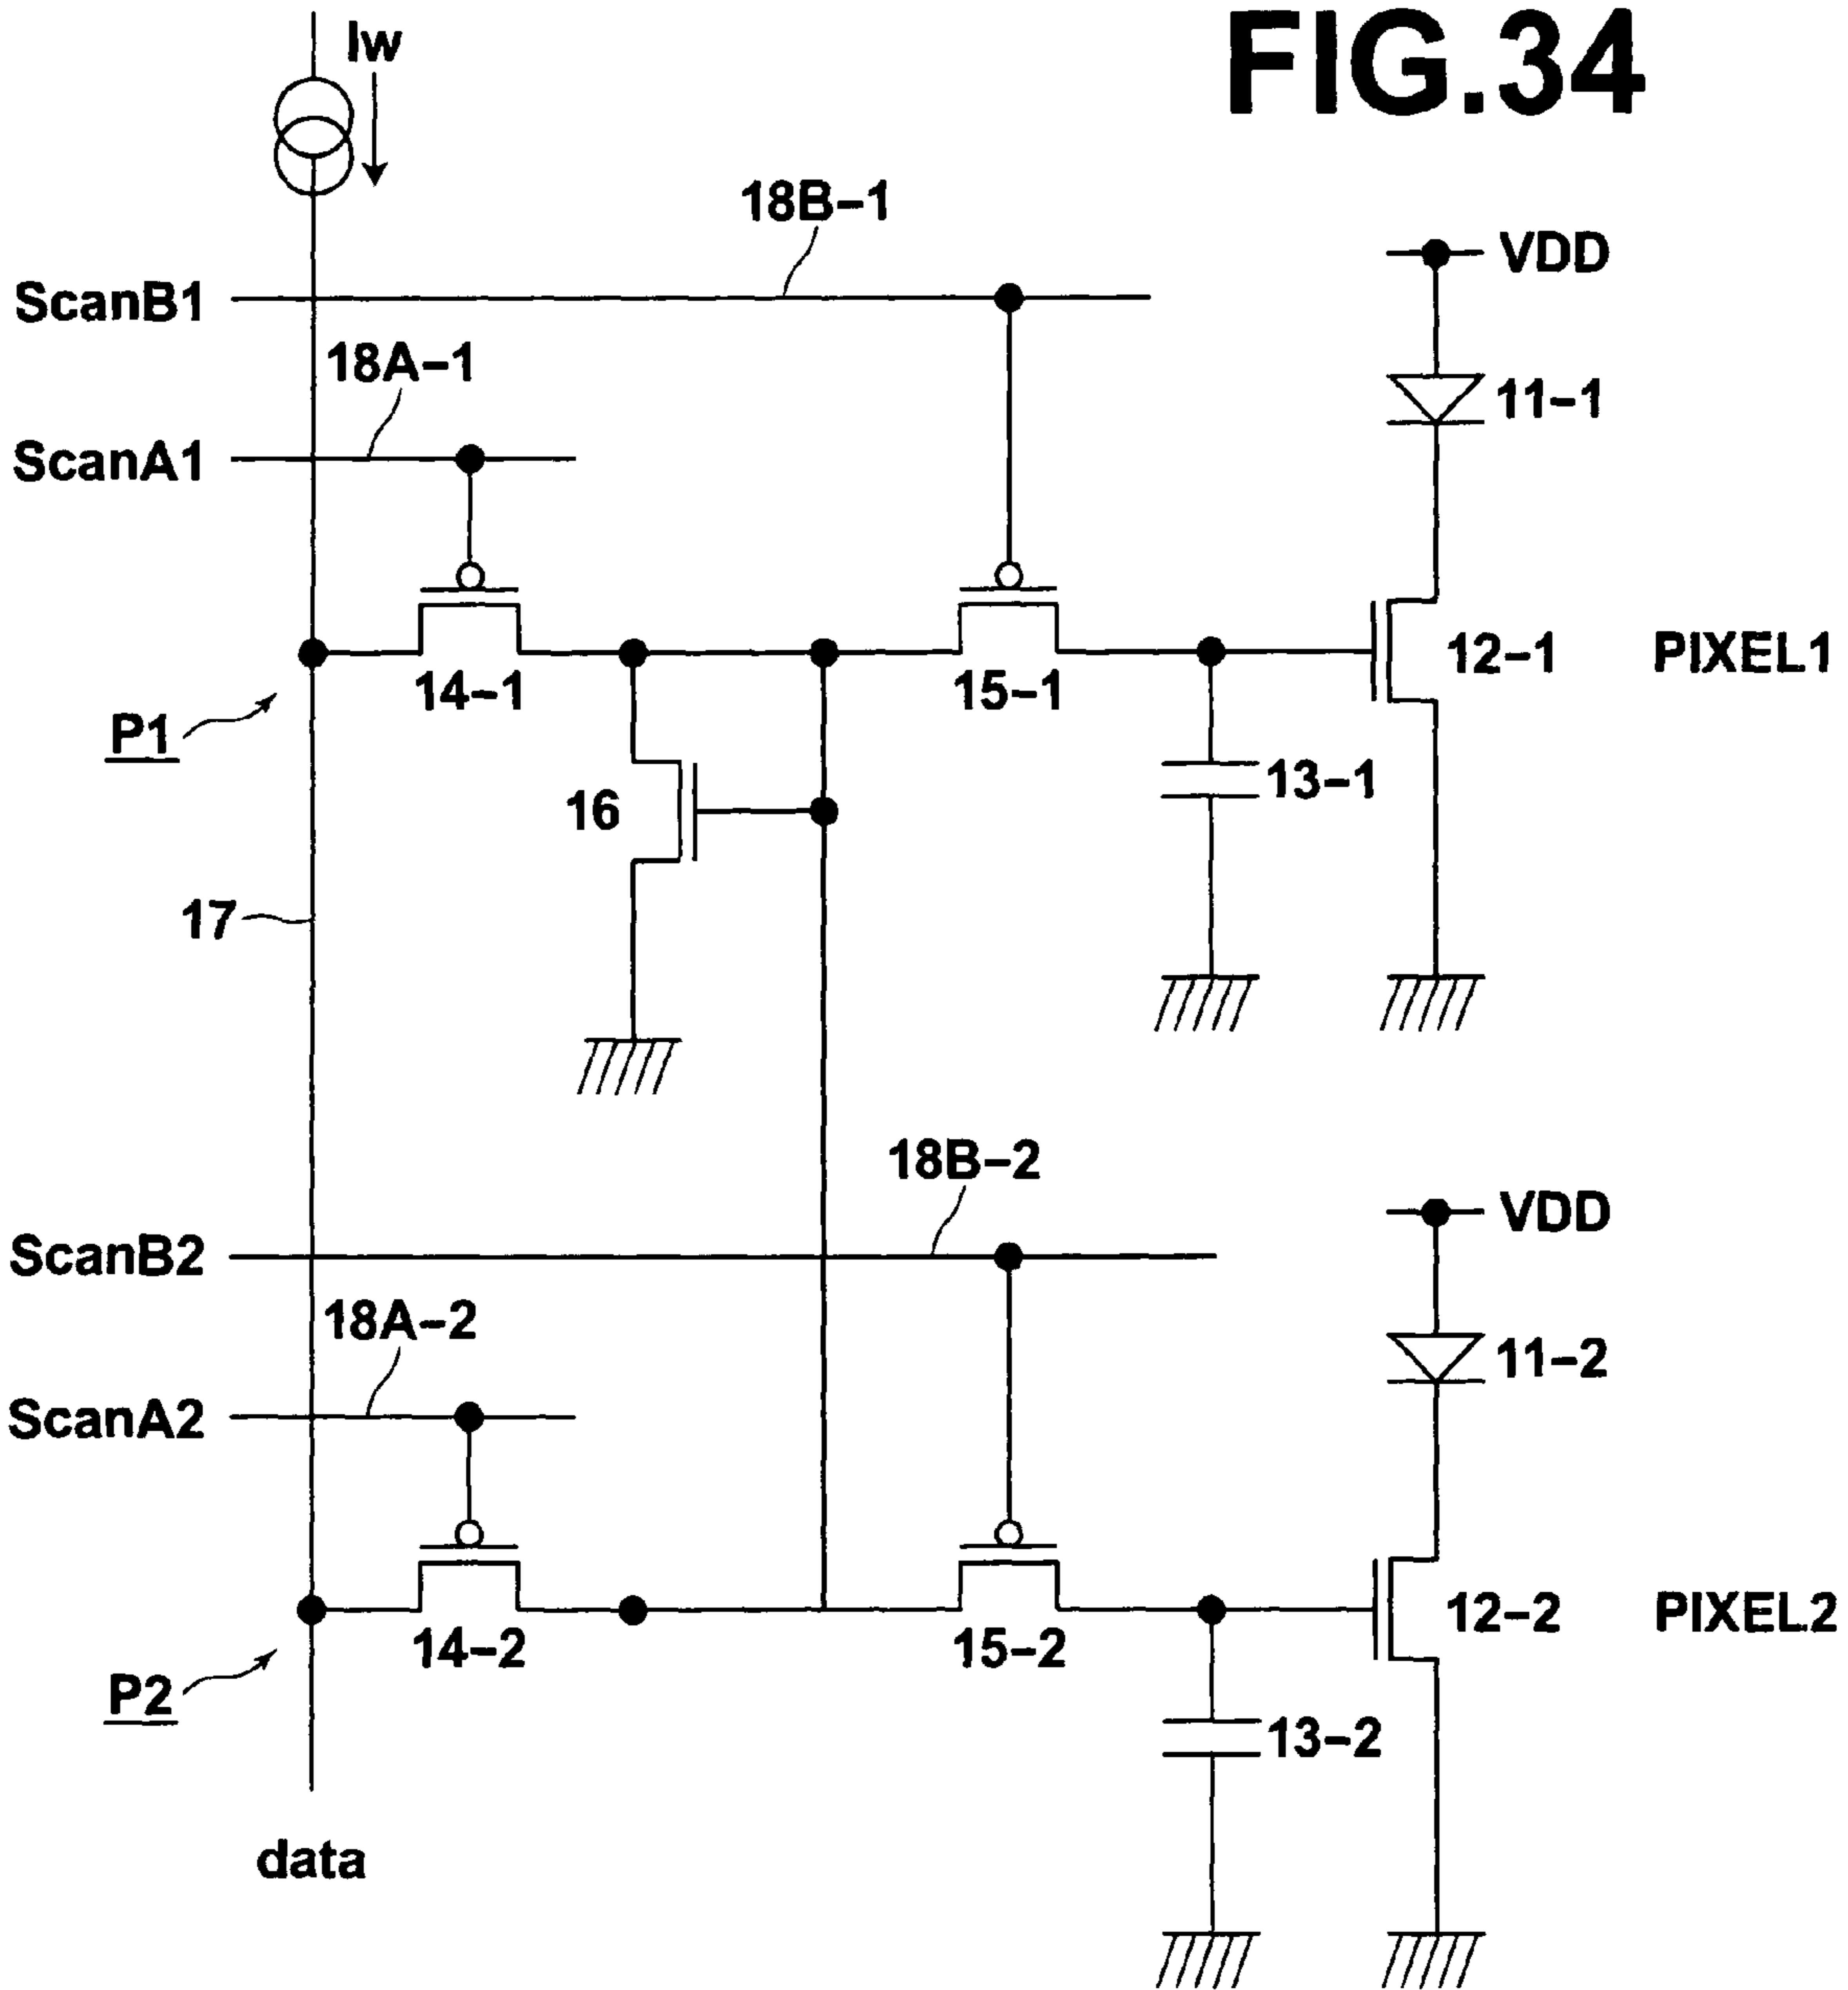 FIG.34
Iw
18B-1
VDD
ScanB1
18A-1
11-1
ScanA1
12-1
PIXEL1
14-1
15-1
P1
13-1
16
17
18B-2
VDD
ScanB2
18A-2
11-2
ScanA2
12-2
PIXEL2
14-2
15-2
P2
13-2
data